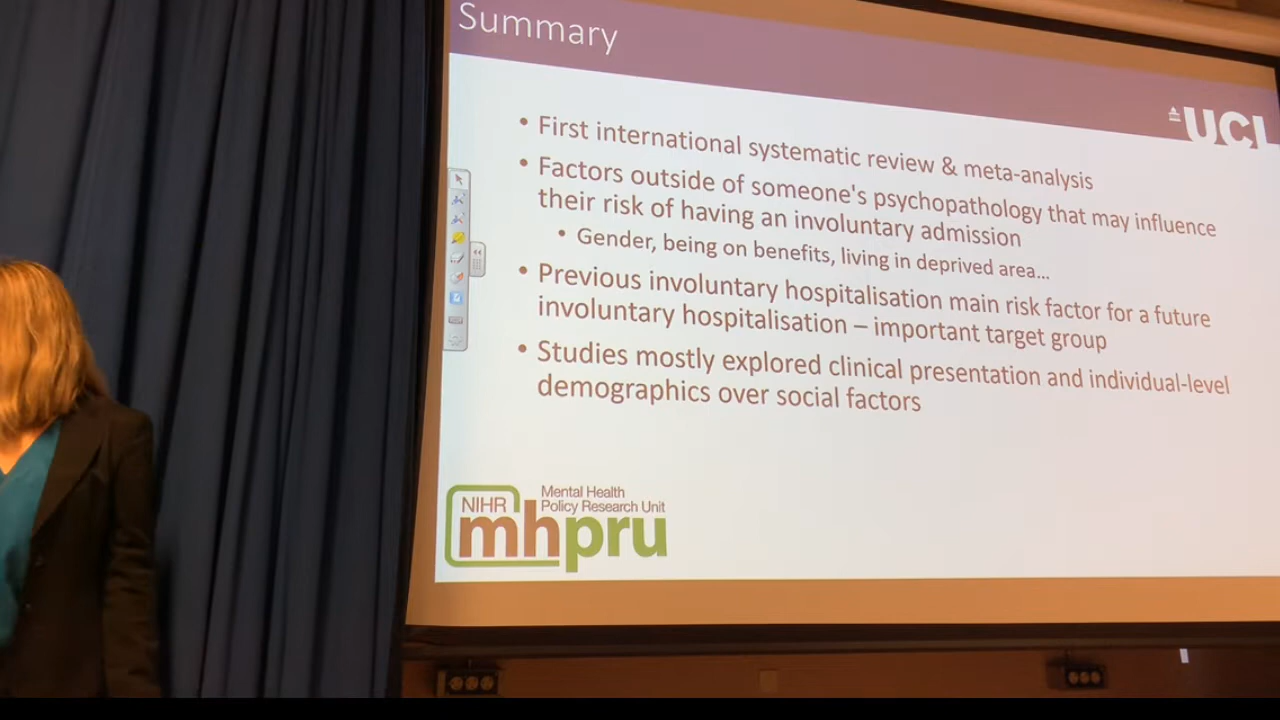 Summary
UCL
• First international systematic review & meta-analysis
• Factors outside of someone's psychopathology that may influence
their risk of having an involuntary admission
• Gender, being on benefits, living in deprived area...
• Previous involuntary hospitalisation main risk factor for a future
involuntary hospitalisation – important target group
• Studies mostly explored clinical presentation and individual-level
demographics over social factors
NIHR
Mental Health
Policy Research Unit
mhpru